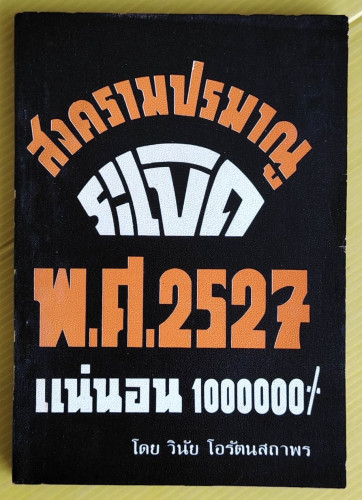 สงครามปรมาณู
ระเบิด
พ.ศ.2527
แน่นอน 1000000%
โดย วินัย โอรัตนสถาพร